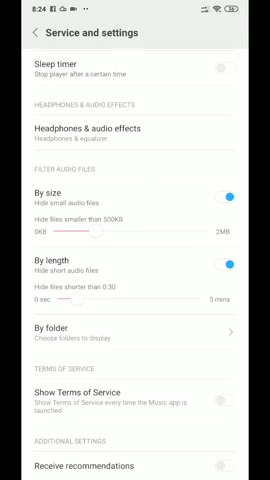 8:24
Service and settings
Sleep timer
Stop player after a certain time
HEADPHONES & AUDIO EFFECTS
Headphones & audio effects
Headphones & equalizer
FILTER AUDIO FILES
By size
Hide small audio files
Hide files smaller than 500KB
0KB 2MB
By length
Hide short audio files
Hide files shorter than 0:30
0 sec 5 mins
By folder
Choose folders to display
TERMS OF SERVICE
Show Terms of Service
Show Terms of Service every time the Music app is
launched
ADDITIONAL SETTINGS
Receive recommendations